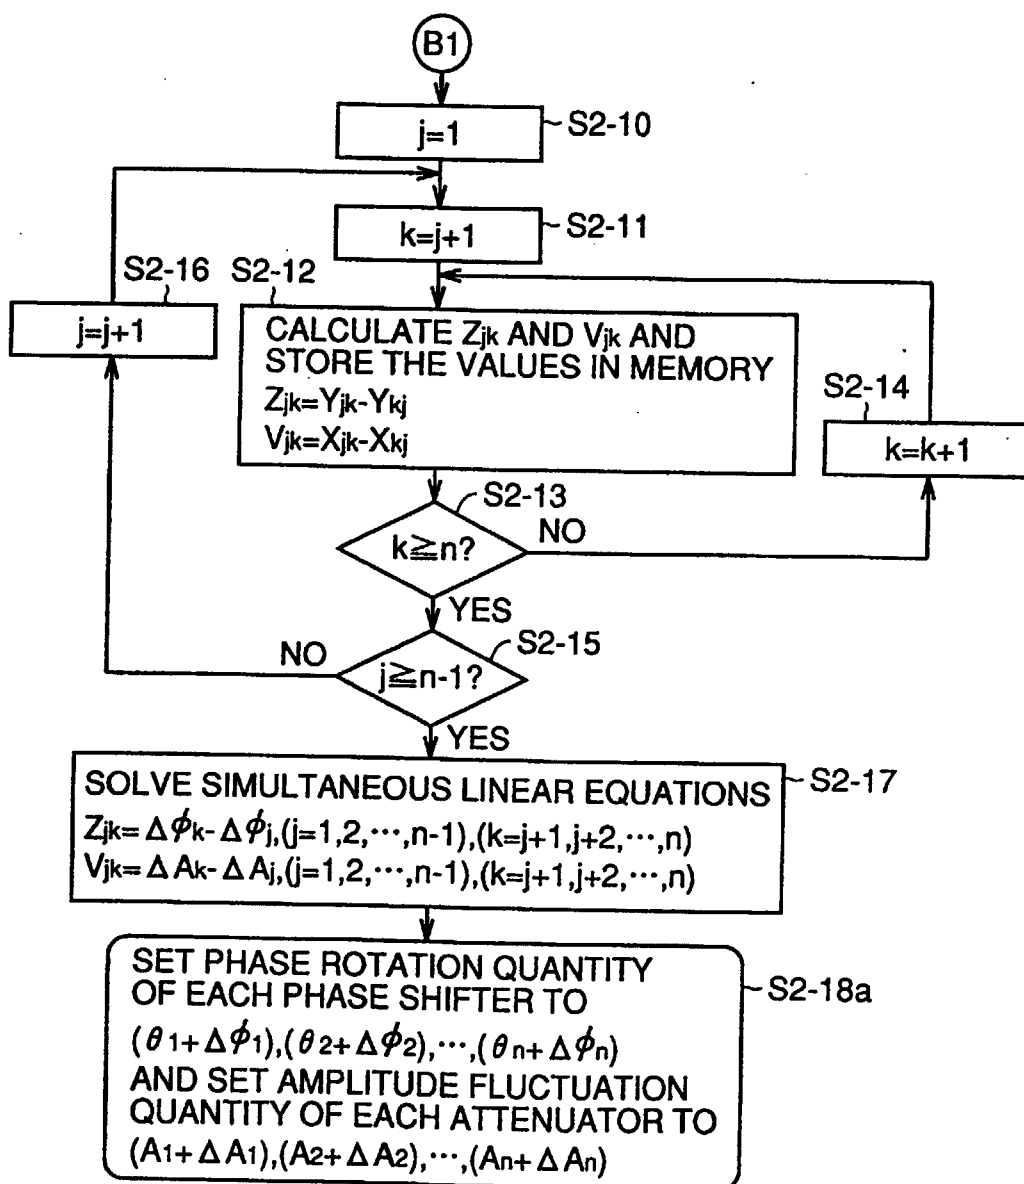 B1
j=1
S2-10
k=j+1
S2-11
S2-16
j=j+1
S2-12
CALCULATE Zjk AND Vjk AND
STORE THE VALUES IN MEMORY
Zjk=Yjk-Ykj
Vjk=Xjk-Xkj
S2-14
k=k+1
S2-13
k≧n?
NO
YES
S2-15
NO
j≧n-1?
YES
S2-17
SOLVE SIMULTANEOUS LINEAR EQUATIONS
Zjk=Δϕk-Δϕj,(j=1,2,⋯,n-1),(k=j+1,j+2,⋯,n)
Vjk=ΔAk-ΔAj,(j=1,2,⋯,n-1),(k=j+1,j+2,⋯,n)
SET PHASE ROTATION QUANTITY
OF EACH PHASE SHIFTER TO
(θ1+Δϕ1),(θ2+Δϕ2),⋯,(θn+Δϕn)
AND SET AMPLITUDE FLUCTUATION
QUANTITY OF EACH ATTENUATOR TO
(A1+ΔA1),(A2+ΔA2),⋯,(An+ΔAn)
S2-18a